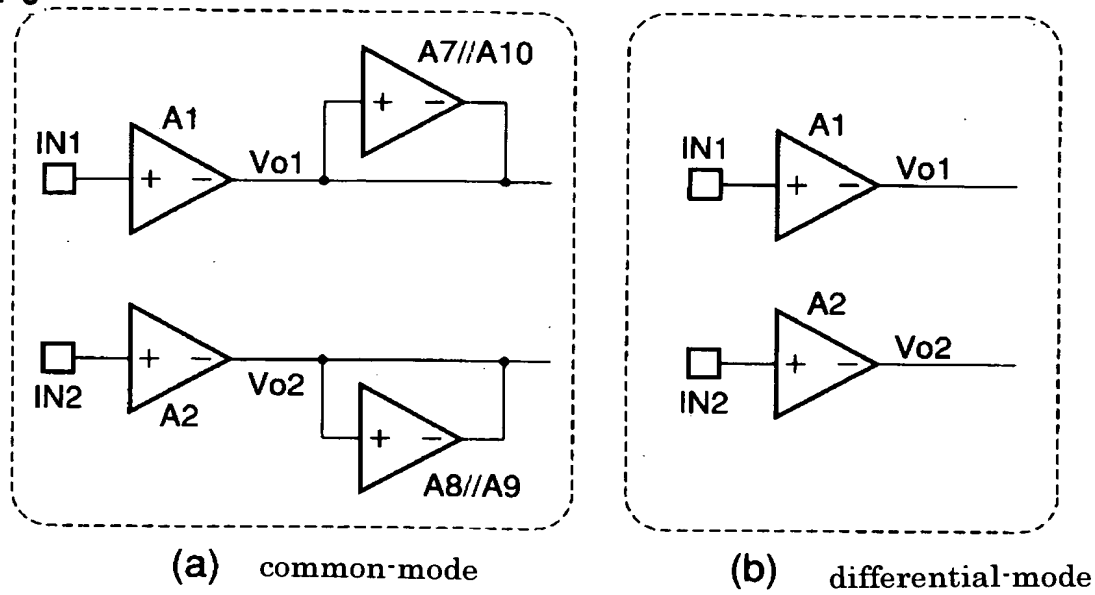 A7//A10
+ −
A1
IN1
+ −
Vo1
+ −
IN2
Vo2
A2
+ −
A8//A9
(a) common-mode
A1
IN1
+ −
Vo1
A2
+ −
Vo2
IN2
(b) differential-mode